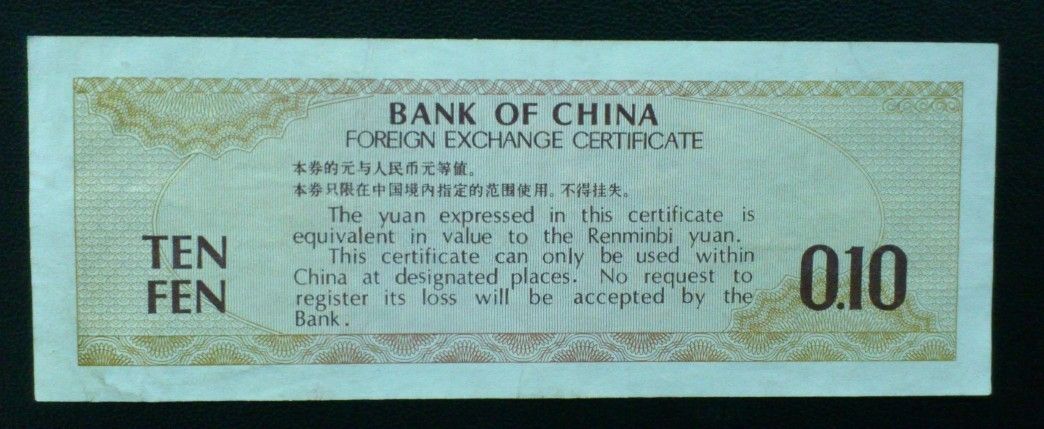 BANK OF CHINA
FOREIGN EXCHANGE CERTIFICATE
本券的元与人民币元等值。
本券只限在中国境内指定的范围使用。不得挂失。
The yuan expressed in this certificate is
equivalent in value to the Renminbi yuan.
This certificate can only be used within
China at designated places. No request to
register its loss will be accepted by the
Bank.
TEN
FEN
0.10